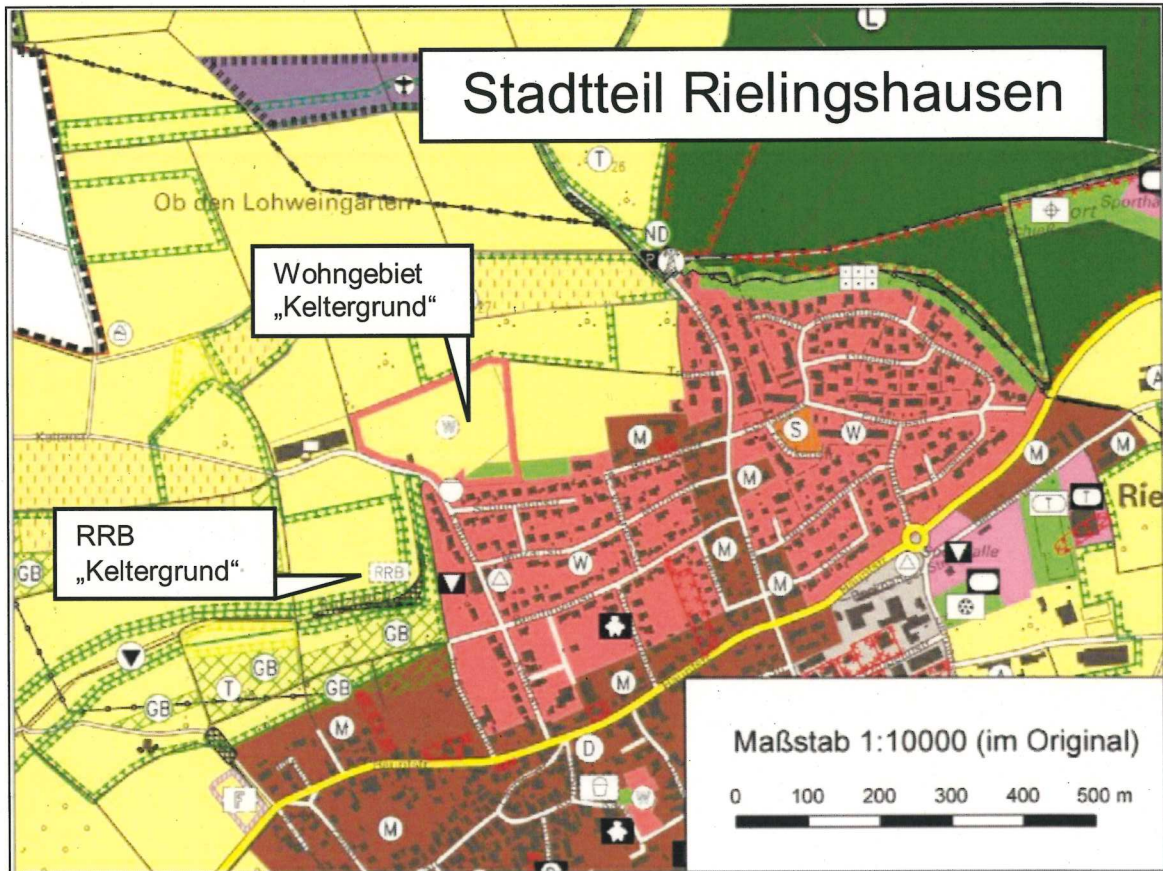 L
Stadtteil Rielingshausen
T 26
Ob den Lohweingärten
ND
P
Wohngebiet
„Keltergrund“
W
M
S
W
M
M
M
M
Rie
T
T
RRB
„Keltergrund“
RRB
GB
W
M
M
GB
GB
T
GB
GB
M
M
D
F
W
M
A
A
Maßstab 1:10000 (im Original)
0 100 200 300 400 500 m